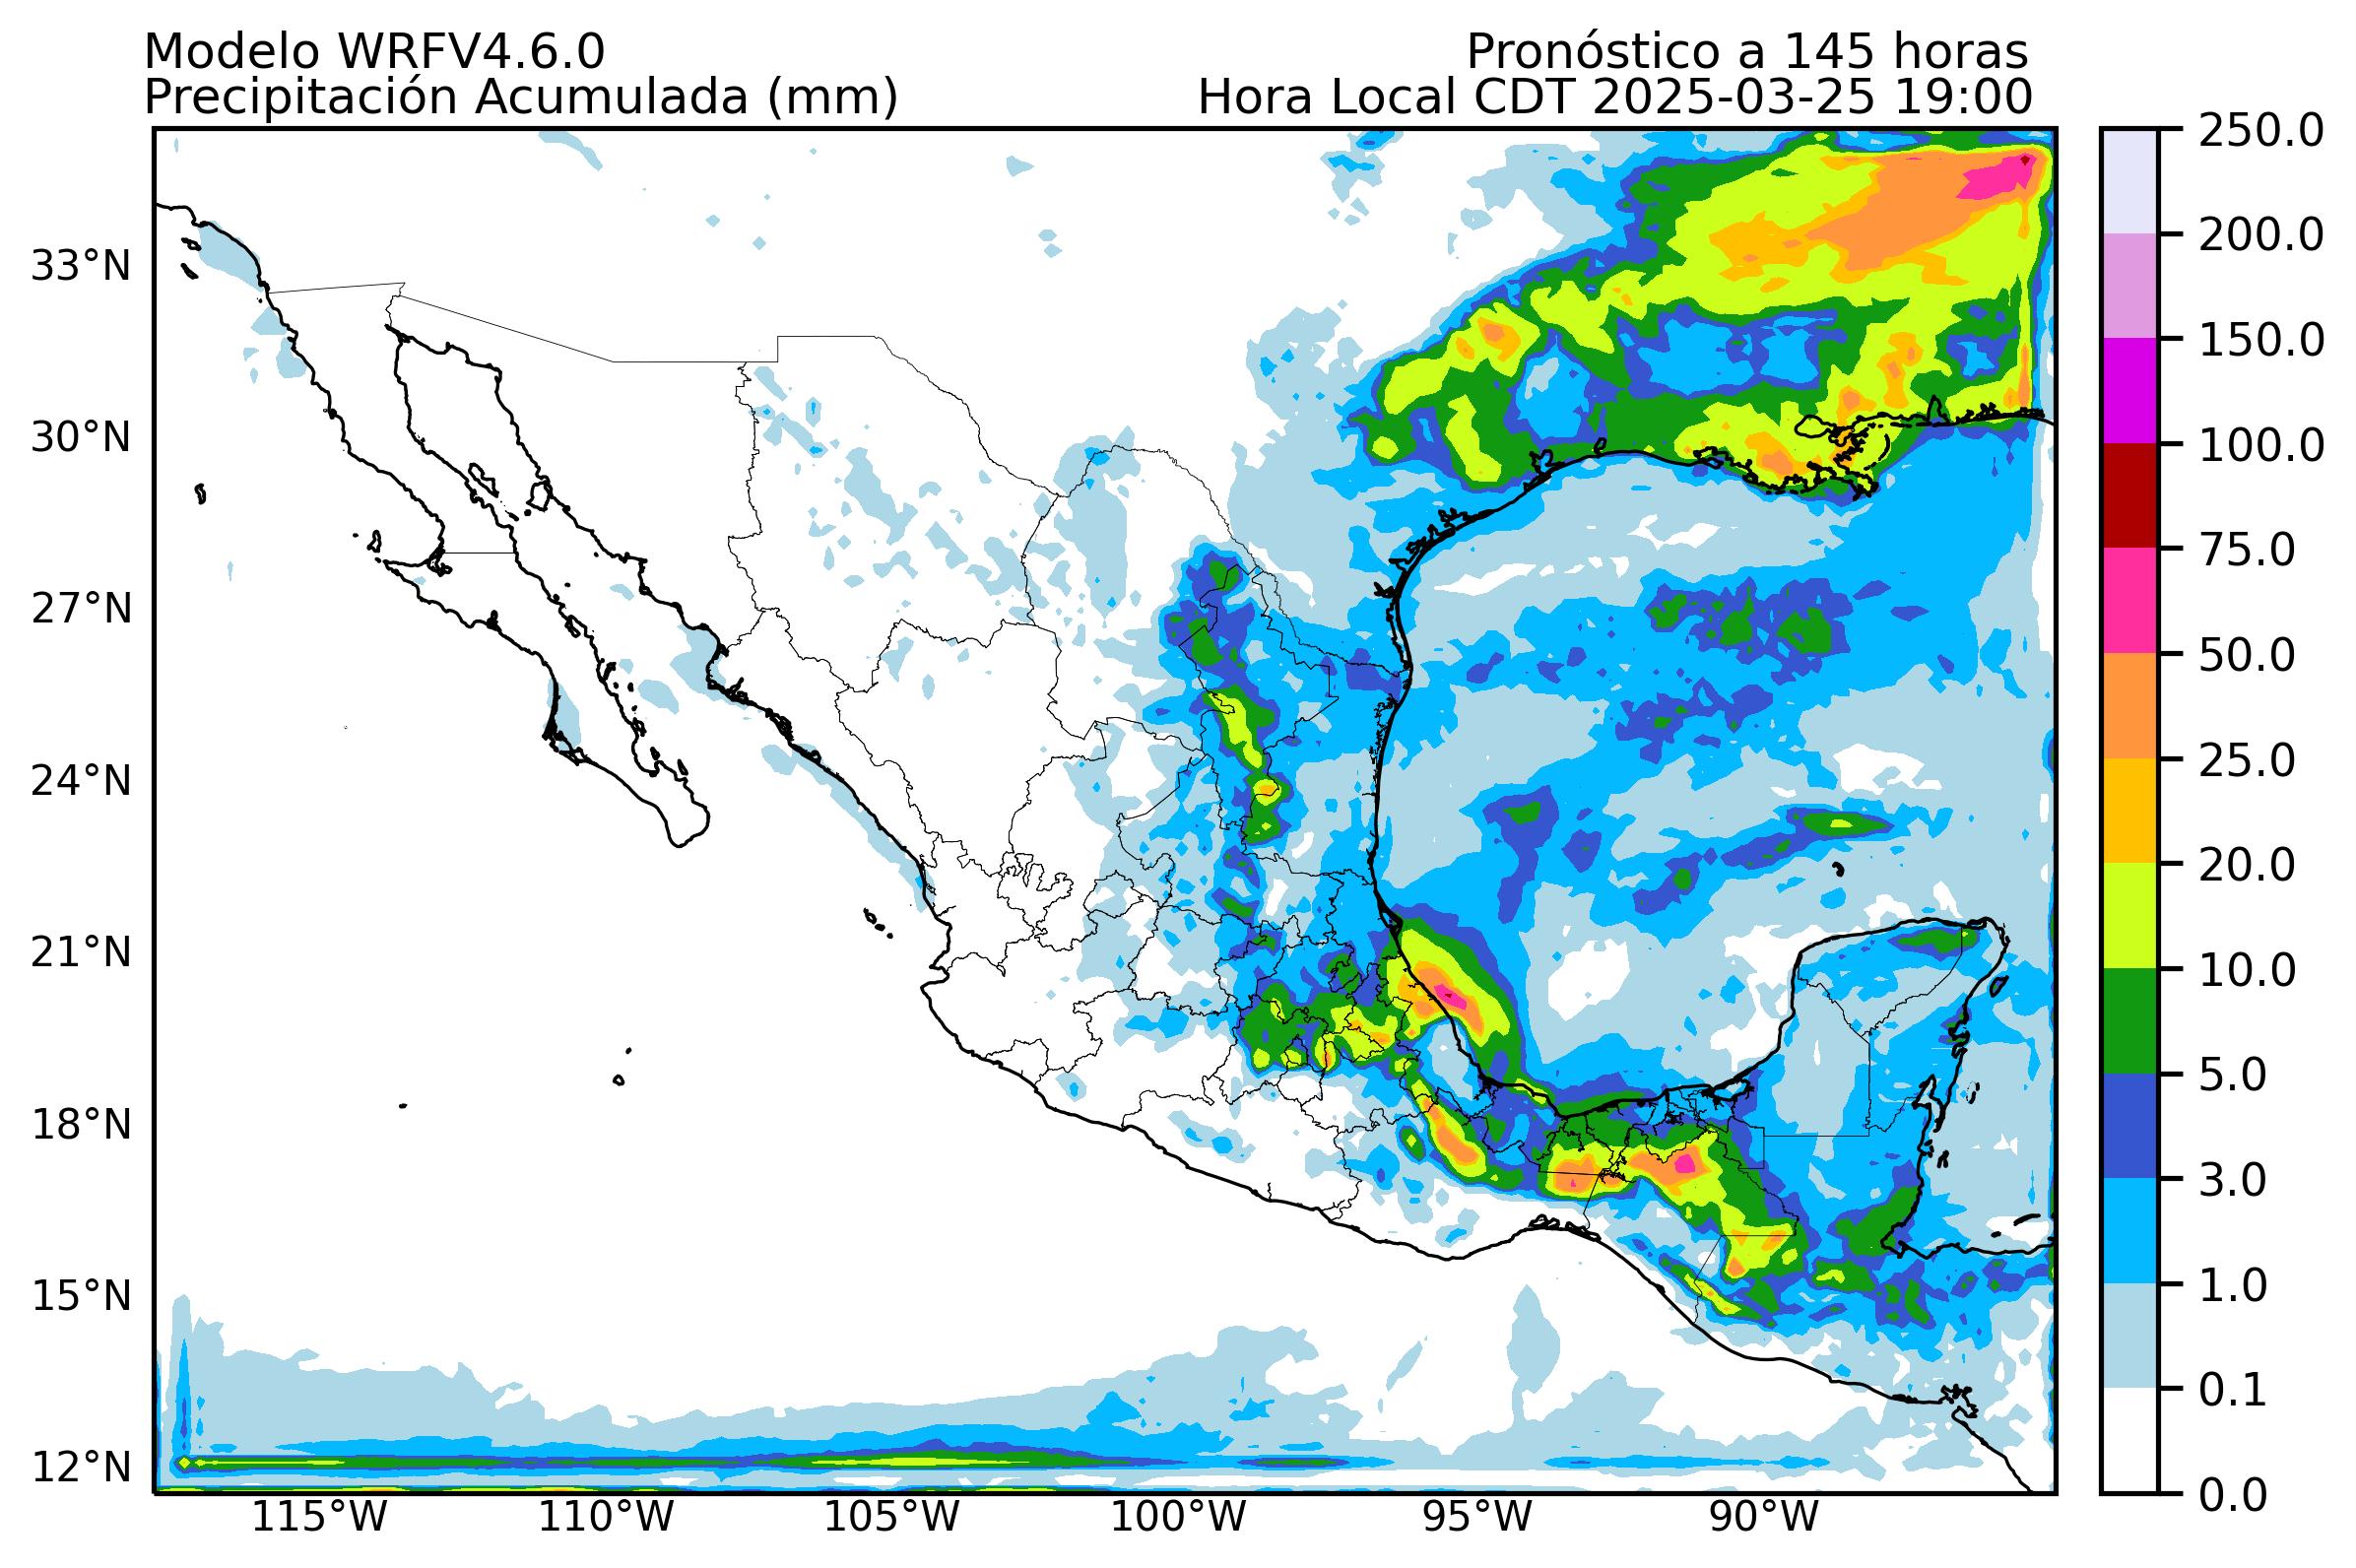 Modelo WRFV4.6.0
Pronóstico a 145 horas
Precipitación Acumulada (mm)
Hora Local CDT 2025-03-25 19:00
250.0
200.0
150.0
100.0
75.0
50.0
25.0
20.0
10.0
5.0
3.0
1.0
0.1
0.0
33°N
30°N
27°N
24°N
21°N
18°N
15°N
12°N
115°W
110°W
105°W
100°W
95°W
90°W